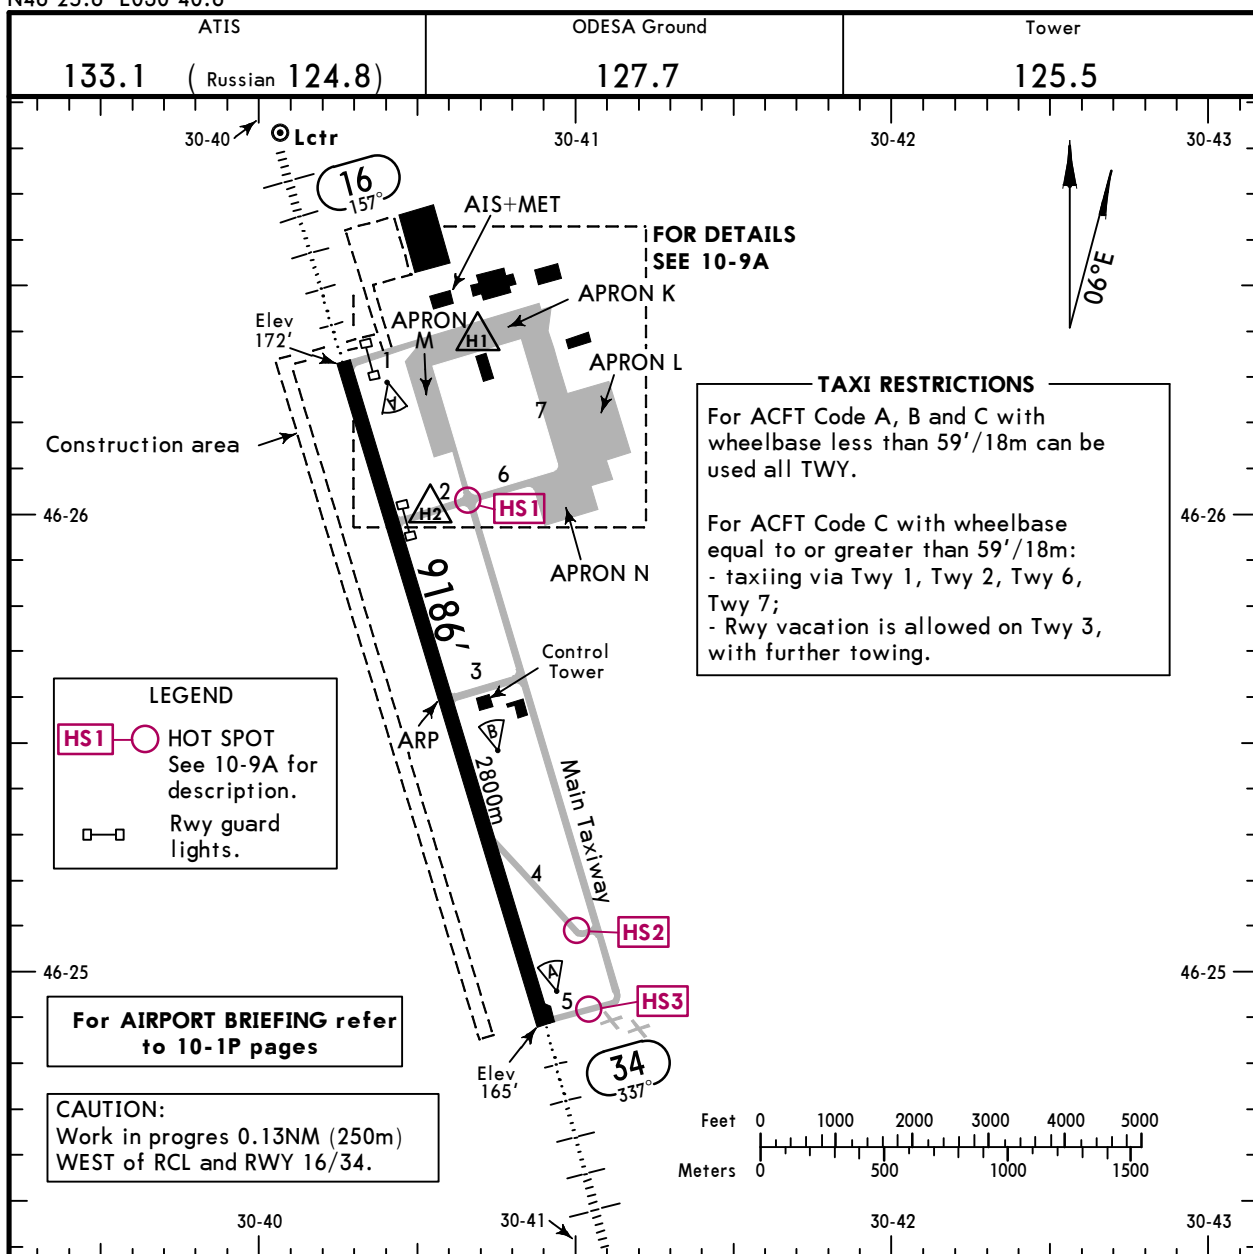 N46 25.6 E030 40.6
ATIS
133.1 ( Russian 124.8)
ODESA Ground
127.7
Tower
125.5
30-40
30-41
30-42
30-43
Lctr
16
157°
AIS+MET
FOR DETAILS
SEE 10-9A
06°E
APRON K
APRON
M
H1
Elev
172'
1
A
APRON L
7
Construction area
TAXI RESTRICTIONS
For ACFT Code A, B and C with
wheelbase less than 59'/18m can be
used all TWY.
For ACFT Code C with wheelbase
equal to or greater than 59'/18m:
- taxiing via Twy 1, Twy 2, Twy 6,
Twy 7;
- Rwy vacation is allowed on Twy 3,
with further towing.
6
2
H2
HS1
46-26
46-26
APRON N
9186'
3
Control
Tower
LEGEND
HS1
HOT SPOT
See 10-9A for
description.
Rwy guard
lights.
ARP
B
2800m
Main Taxiway
4
HS2
46-25
46-25
A
5
HS3
For AIRPORT BRIEFING refer
to 10-1P pages
34
337°
Elev
165'
CAUTION:
Work in progres 0.13NM (250m)
WEST of RCL and RWY 16/34.
Feet 0 1000 2000 3000 4000 5000
Meters 0 500 1000 1500
30-40
30-41
30-42
30-43